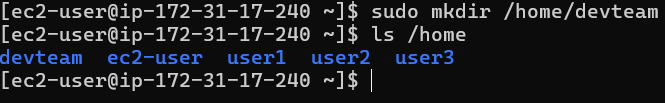 [ec2-user@ip-172-31-17-240 ~]$ sudo mkdir /home/devteam
[ec2-user@ip-172-31-17-240 ~]$ ls /home
devteam  ec2-user  user1  user2  user3
[ec2-user@ip-172-31-17-240 ~]$